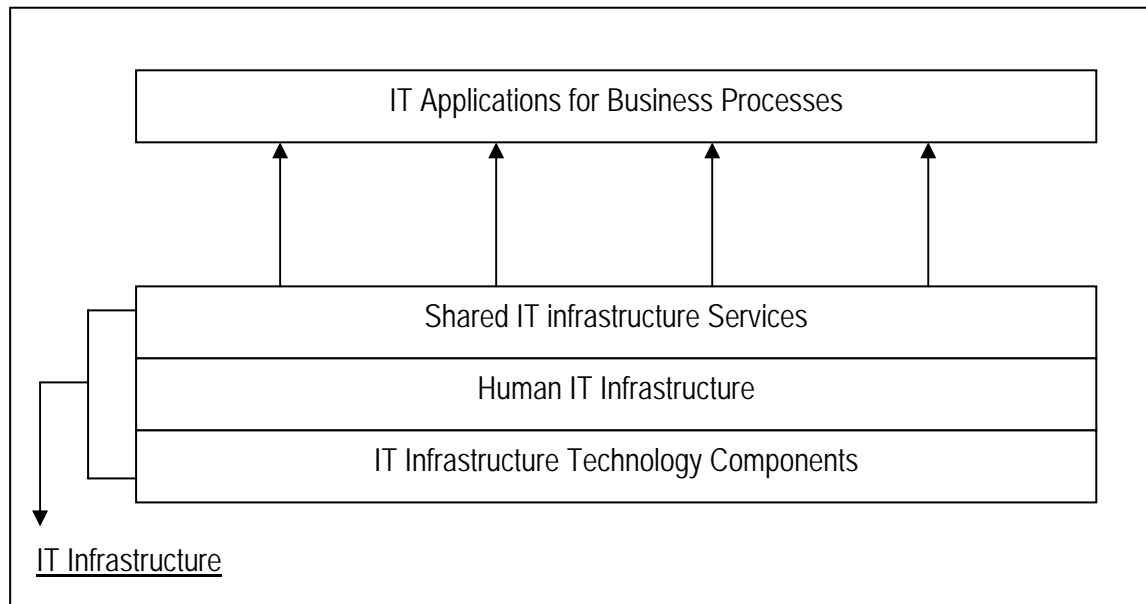 IT Applications for Business Processes
Shared IT infrastructure Services
Human IT Infrastructure
IT Infrastructure Technology Components
IT Infrastructure